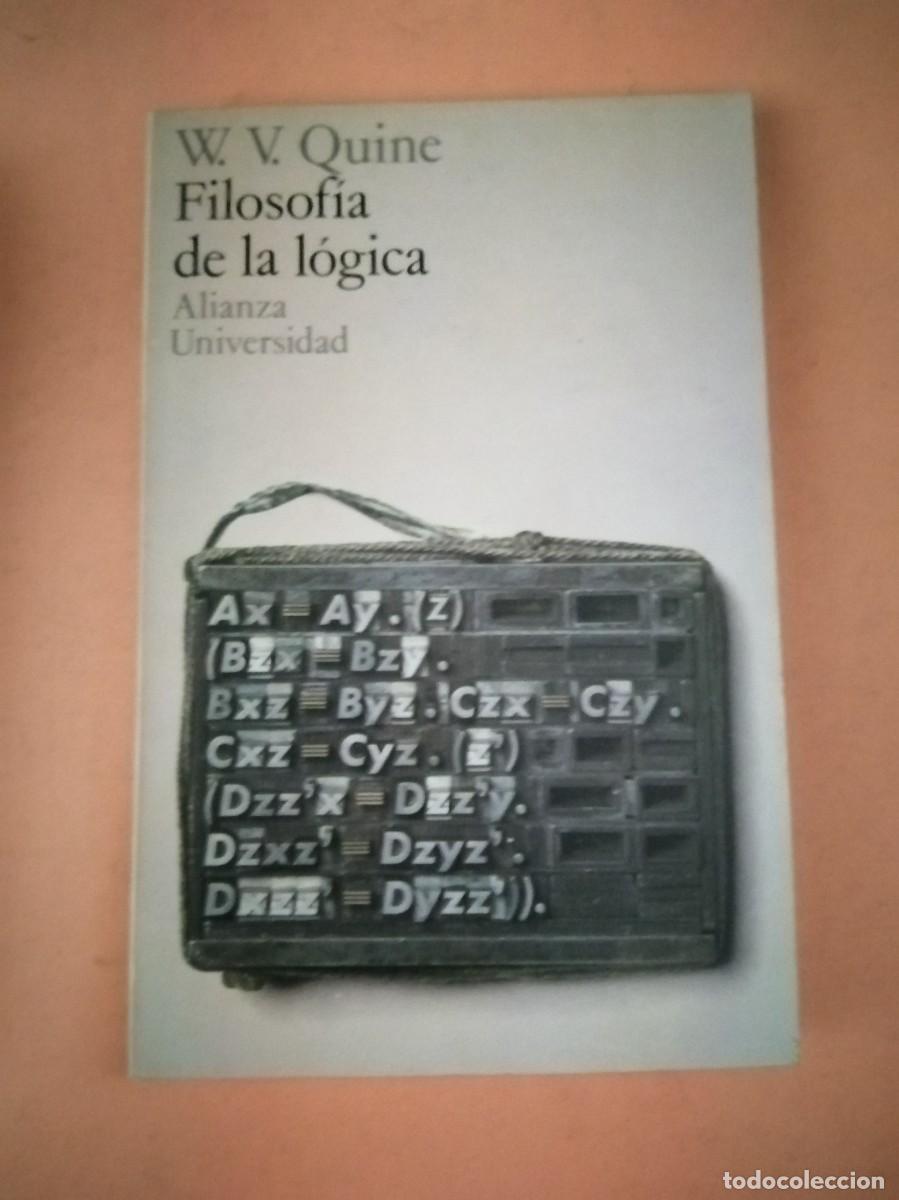 W. V. Quine
Filosofía
de la lógica
Alianza
Universidad
Ax ≡ Ay . (z)
(Bzx ≡ Bzy .
Bxz ≡ Byz . Czx ≡ Czy .
Cxz ≡ Cyz . (z')
(Dzz'x ≡ Dzz'y.
Dzxz' ≡ Dzyz'.
Dxzz' ≡ Dyzz')).
todocoleccion